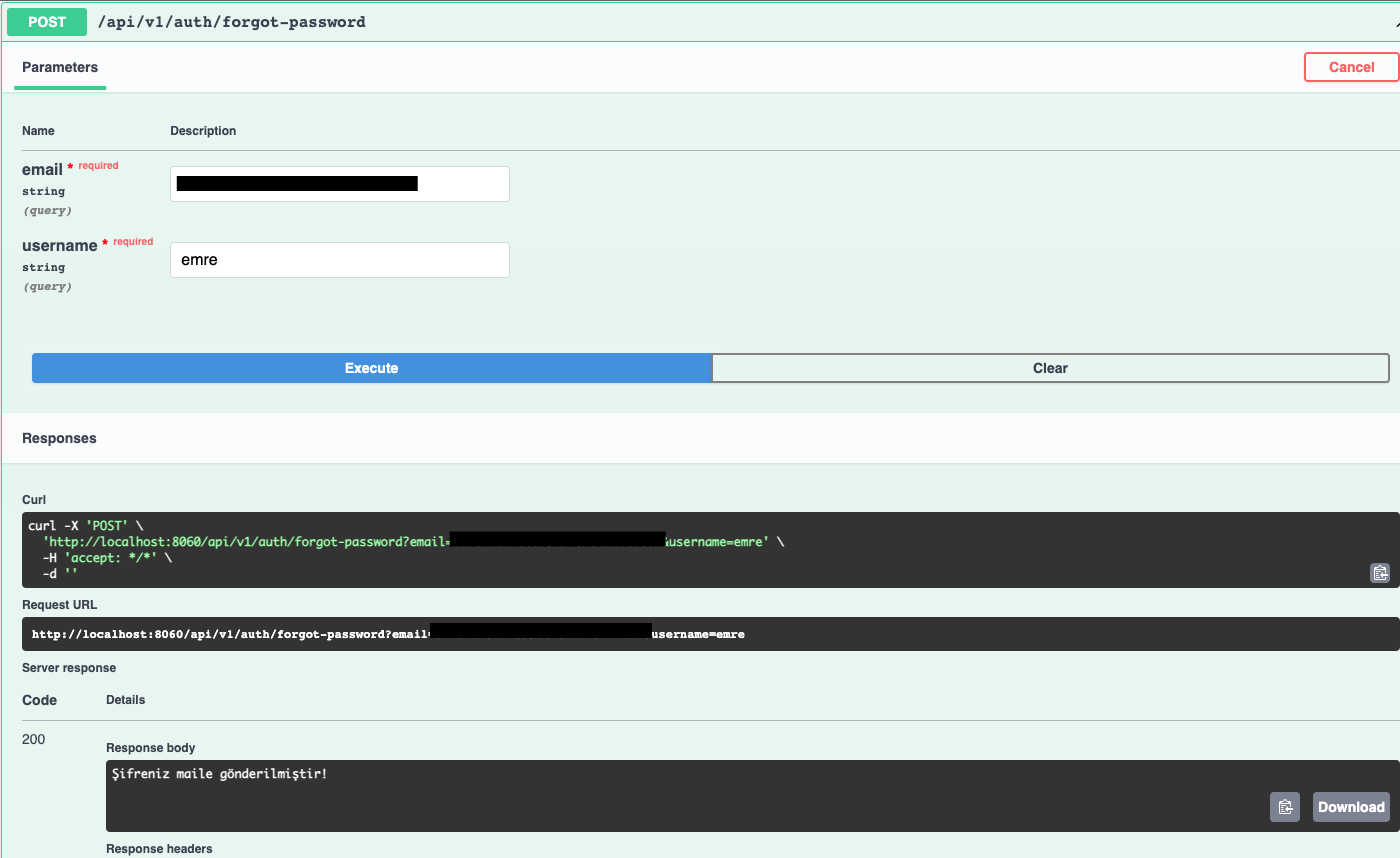 POST /api/v1/auth/forgot-password
Parameters
Cancel
Name Description
email * required
string
(query)
username * required
string
(query)
emre
Execute Clear
Responses
Curl
curl -X 'POST' \
'http://localhost:8060/api/v1/auth/forgot-password?email= &username=emre' \
-H 'accept: */*' \
-d ''
Request URL
http://localhost:8060/api/v1/auth/forgot-password?email= username=emre
Server response
Code Details
200
Response body
Şifreniz maile gönderilmiştir!
Download
Response headers